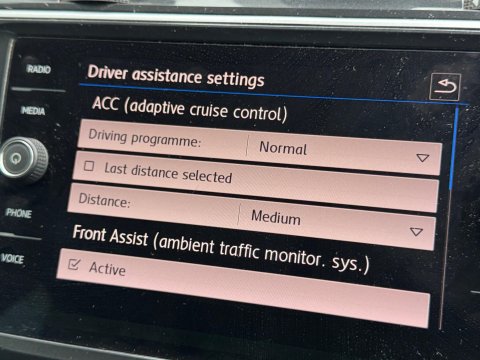 RADIO
MEDIA
PHONE
VOICE
Driver assistance settings
ACC (adaptive cruise control)
Driving programme: Normal
Last distance selected
Distance: Medium
Front Assist (ambient traffic monitor. sys.)
Active